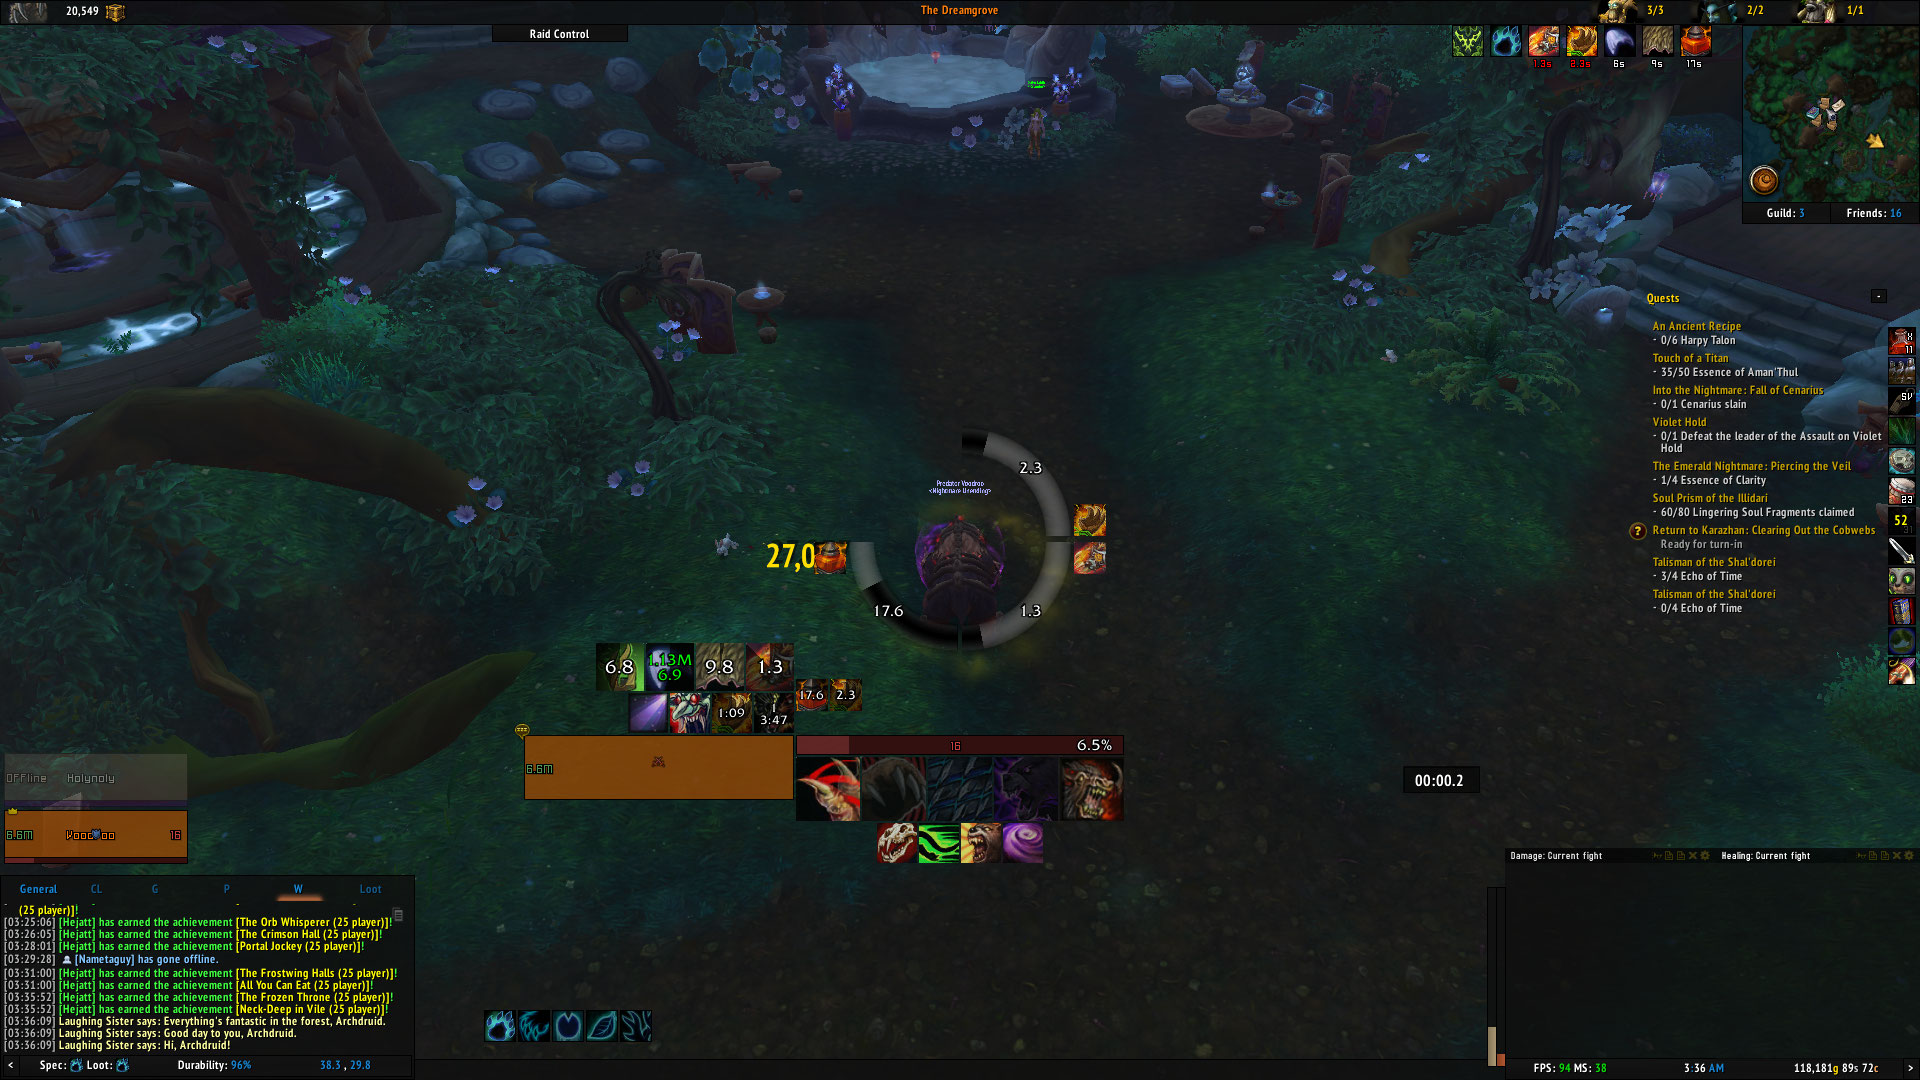 20,549
The Dreamgrove
3/3
2/2
1/1
Raid Control
1.3s
2.3s
6s
9s
17s
Guild: 3
Friends: 16
Quests
-
An Ancient Recipe
- 0/6 Harpy Talon
Touch of a Titan
- 35/50 Essence of Aman'Thul
Into the Nightmare: Fall of Cenarius
- 0/1 Cenarius slain
Violet Hold
- 0/1 Defeat the leader of the Assault on Violet
Hold
The Emerald Nightmare: Piercing the Veil
- 1/4 Essence of Clarity
Soul Prism of the Illidari
- 60/80 Lingering Soul Fragments claimed
? Return to Karazhan: Clearing Out the Cobwebs
Ready for turn-in
Talisman of the Shal'dorei
- 3/4 Echo of Time
Talisman of the Shal'dorei
- 0/4 Echo of Time
X
11
SV
23
52
2.3
Predator Voodroo
<Nightmare Unending>
27,0
17.6
1.3
6.8
1.13M
6.9
9.8
1.3
17.6
2.3
1:09
1
3:47
6.6M
16
6.5%
00:00.2
Offline Holynoly
6.6M
16
General CL G P W Loot
(25 player)]!
[03:25:06] [Hejatt] has earned the achievement [The Orb Whisperer (25 player)]!
[03:26:05] [Hejatt] has earned the achievement [The Crimson Hall (25 player)]!
[03:28:01] [Hejatt] has earned the achievement [Portal Jockey (25 player)]!
[03:29:28] [Nametaguy] has gone offline.
[03:31:00] [Hejatt] has earned the achievement [The Frostwing Halls (25 player)]!
[03:31:00] [Hejatt] has earned the achievement [All You Can Eat (25 player)]!
[03:35:52] [Hejatt] has earned the achievement [The Frozen Throne (25 player)]!
[03:35:52] [Hejatt] has earned the achievement [Neck-Deep in Vile (25 player)]!
[03:36:09] Laughing Sister says: Everything's fantastic in the forest, Archdruid.
[03:36:09] Laughing Sister says: Good day to you, Archdruid.
[03:36:09] Laughing Sister says: Hi, Archdruid!
< Spec: Loot: Durability: 96% 38.3 , 29.8
Damage: Current fight
Healing: Current fight
FPS: 94 MS: 38
3:36 AM
118,181g 89s 72c >